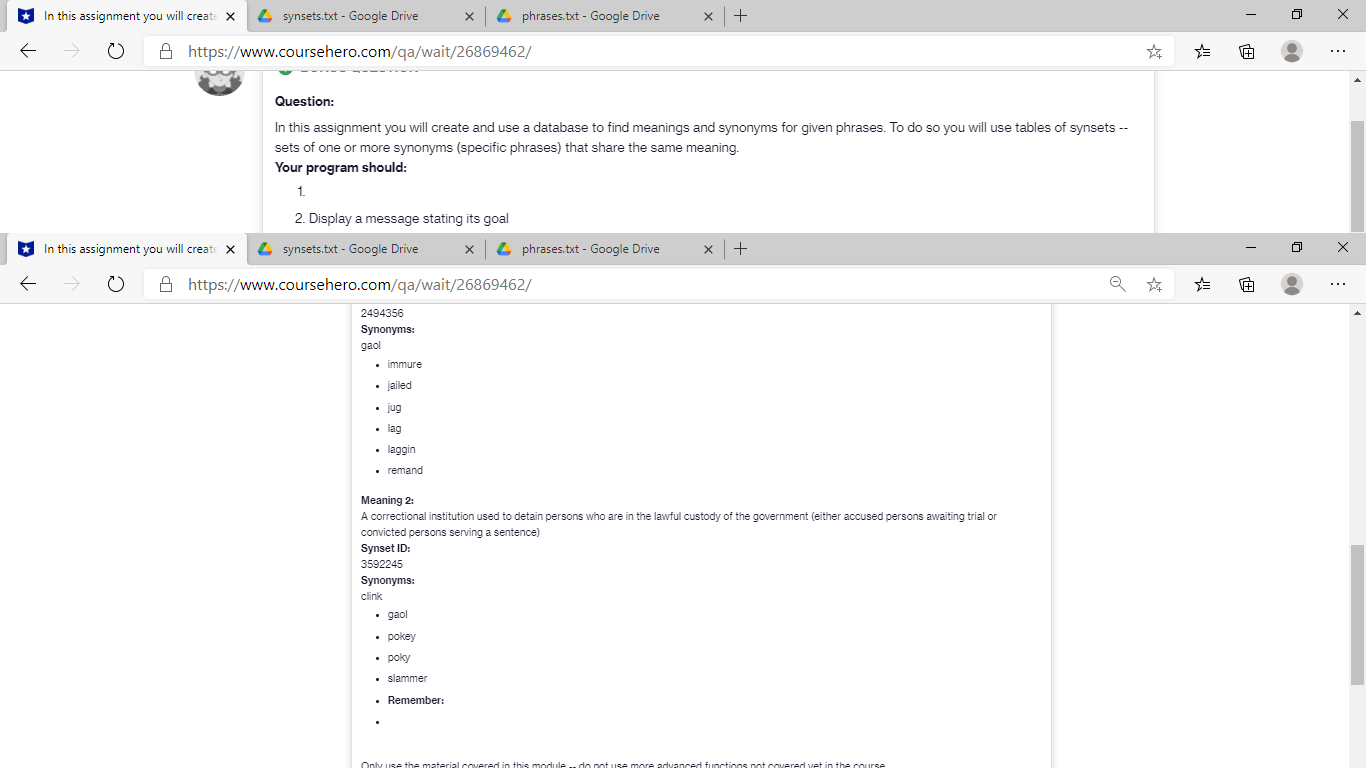 In this assignment you will create
synsets.txt - Google Drive
phrases.txt - Google Drive
https://www.coursehero.com/qa/wait/26869462/
Question:
In this assignment you will create and use a database to find meanings and synonyms for given phrases. To do so you will use tables of synsets --
sets of one or more synonyms (specific phrases) that share the same meaning.
Your program should:
1.
2. Display a message stating its goal
In this assignment you will create
synsets.txt - Google Drive
phrases.txt - Google Drive
https://www.coursehero.com/qa/wait/26869462/
2494356
Synonyms:
gaol
• immure
• jailed
• jug
• lag
• laggin
• remand
Meaning 2:
A correctional institution used to detain persons who are in the lawful custody of the government (either accused persons awaiting trial or
convicted persons serving a sentence)
Synset ID:
3592245
Synonyms:
clink
• gaol
• pokey
• poky
• slammer
• Remember:
•
Only use the material covered in this module -- do not use more advanced functions not covered yet in the course